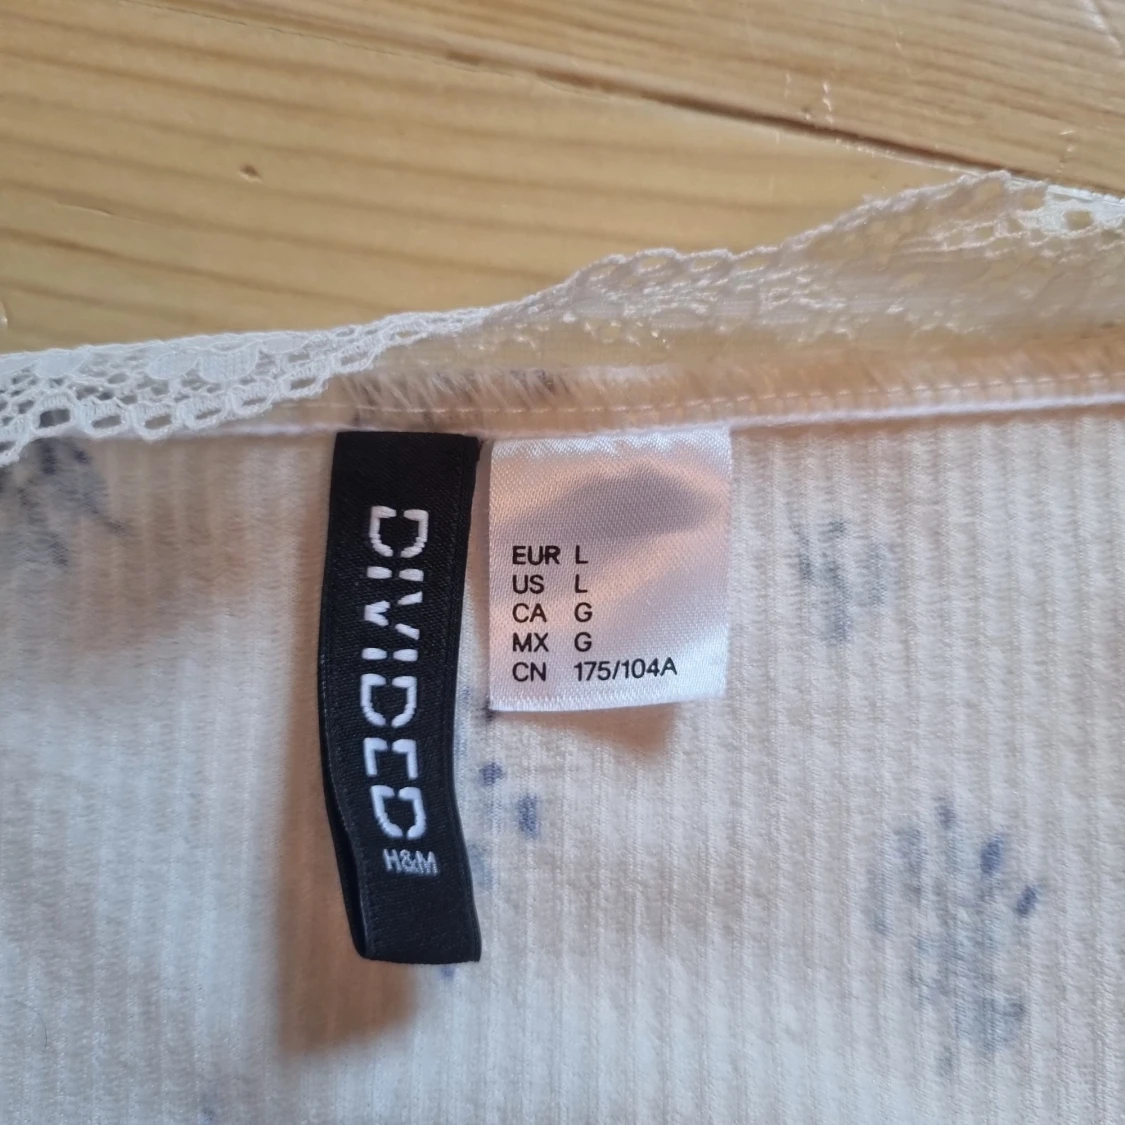 DIVIDED
H&M
EUR L
US L
CA G
MX G
CN 175/104A